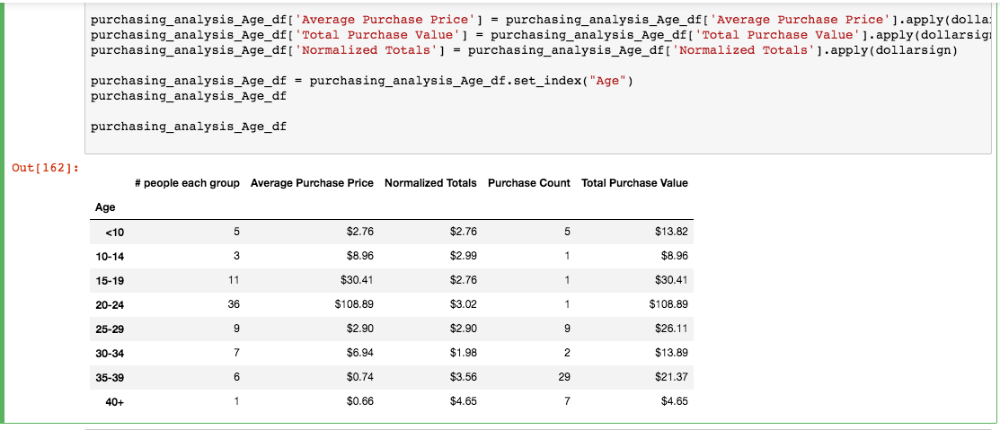 purchasing_analysis_Age_df['Average Purchase Price'] = purchasing_analysis_Age_df['Average Purchase Price'].apply(dolla
purchasing_analysis_Age_df['Total Purchase Value'] = purchasing_analysis_Age_df['Total Purchase Value'].apply(dollarsig
purchasing_analysis_Age_df['Normalized Totals'] = purchasing_analysis_Age_df['Normalized Totals'].apply(dollarsign)
purchasing_analysis_Age_df = purchasing_analysis_Age_df.set_index("Age")
purchasing_analysis_Age_df
purchasing_analysis_Age_df
Out[162]:
# people each group Average Purchase Price Normalized Totals Purchase Count Total Purchase Value
Age
<10 5 $2.76 $2.76 5 $13.82
10-14 3 $8.96 $2.99 1 $8.96
15-19 11 $30.41 $2.76 1 $30.41
20-24 36 $108.89 $3.02 1 $108.89
25-29 9 $2.90 $2.90 9 $26.11
30-34 7 $6.94 $1.98 2 $13.89
35-39 6 $0.74 $3.56 29 $21.37
40+ 1 $0.66 $4.65 7 $4.65